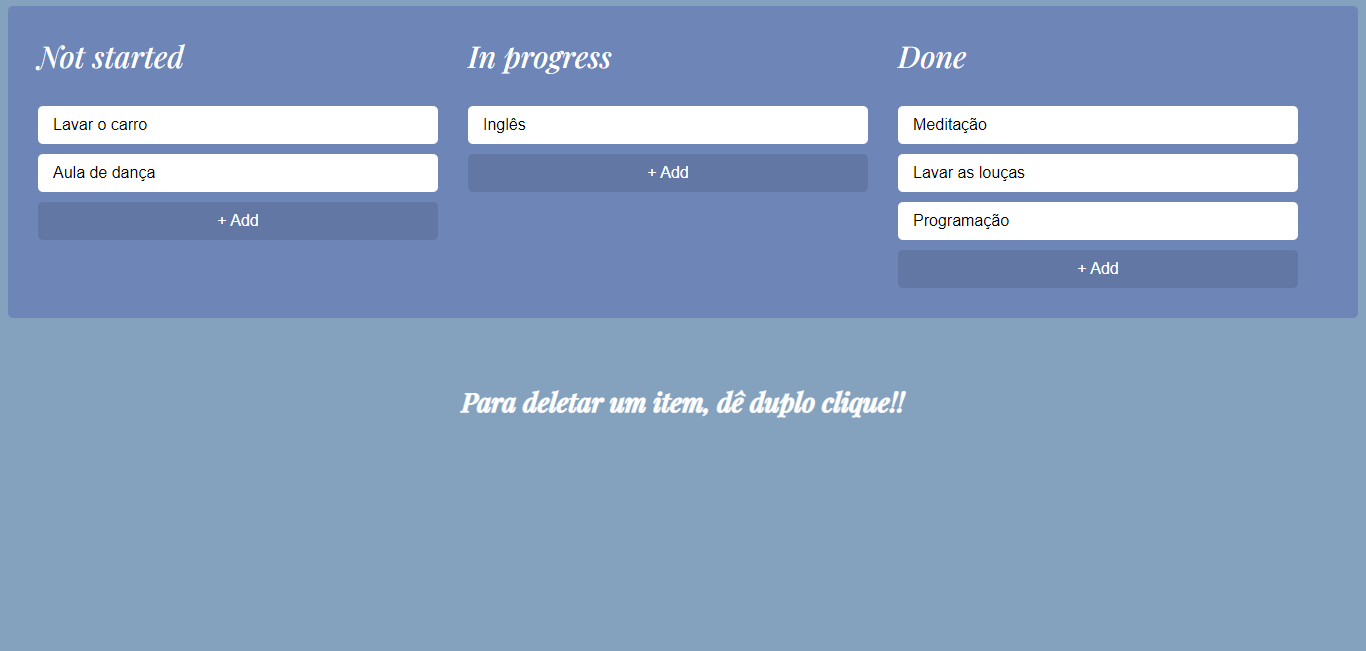 Not started
Lavar o carro
Aula de dança
+ Add
In progress
Inglês
+ Add
Done
Meditação
Lavar as louças
Programação
+ Add
Para deletar um item, dê duplo clique!!